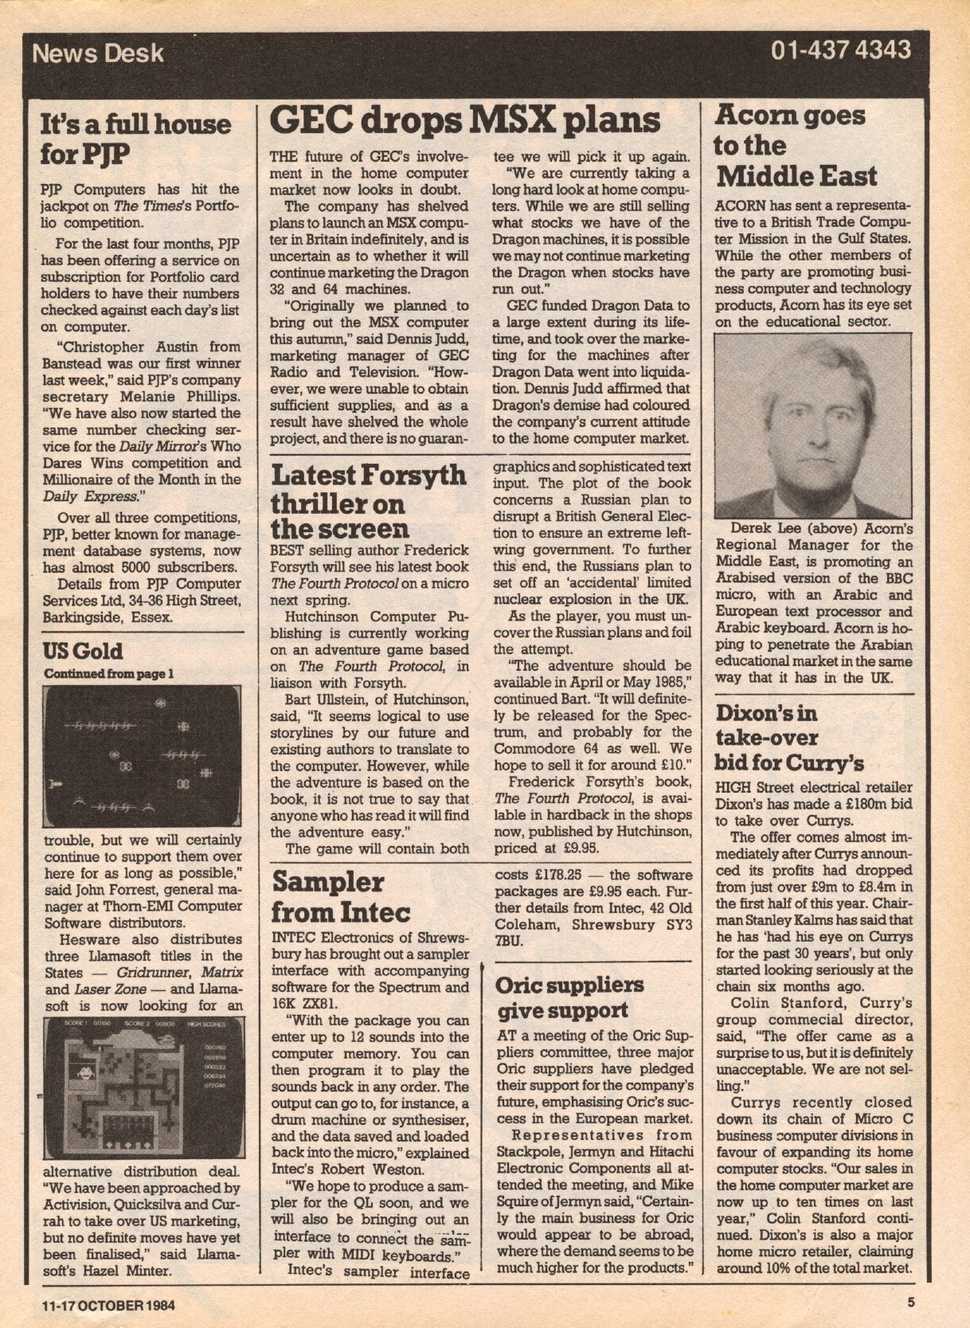 News Desk
01-437 4343
It's a full house
for PJP
PJP Computers has hit the
jackpot on The Times's Portfo-
lio competition.
For the last four months, PJP
has been offering a service on
subscription for Portfolio card
holders to have their numbers
checked against each day's list
on computer.
"Christopher Austin from
Banstead was our first winner
last week," said PJP's company
secretary Melanie Phillips.
"We have also now started the
same number checking ser-
vice for the Daily Mirror's Who
Dares Wins competition and
Millionaire of the Month in the
Daily Express."
Over all three competitions,
PJP, better known for manage-
ment database systems, now
has almost 5000 subscribers.
Details from PJP Computer
Services Ltd, 34-36 High Street,
Barkingside, Essex.
US Gold
Continued from page 1
trouble, but we will certainly
continue to support them over
here for as long as possible,"
said John Forrest, general ma-
nager at Thorn-EMI Computer
Software distributors.
Hesware also distributes
three Llamasoft titles in the
States — Gridrunner, Matrix
and Laser Zone — and Llama-
soft is now looking for an
SCORE 1 00100 SCORE 2 00800 HIGH SCORES
alternative distribution deal.
"We have been approached by
Activision, Quicksilva and Cur-
rah to take over US marketing,
but no definite moves have yet
been finalised," said Llama-
soft's Hazel Minter.
GEC drops MSX plans
THE future of GEC's involve-
ment in the home computer
market now looks in doubt.
The company has shelved
plans to launch an MSX compu-
ter in Britain indefinitely, and is
uncertain as to whether it will
continue marketing the Dragon
32 and 64 machines.
"Originally we planned to
bring out the MSX computer
this autumn," said Dennis Judd,
marketing manager of GEC
Radio and Television. "How-
ever, we were unable to obtain
sufficient supplies, and as a
result have shelved the whole
project, and there is no guaran-
tee we will pick it up again.
"We are currently taking a
long hard look at home compu-
ters. While we are still selling
what stocks we have of the
Dragon machines, it is possible
we may not continue marketing
the Dragon when stocks have
run out."
GEC funded Dragon Data to
a large extent during its life-
time, and took over the marke-
ting for the machines after
Dragon Data went into liquida-
tion. Dennis Judd affirmed that
Dragon's demise had coloured
the company's current attitude
to the home computer market.
Latest Forsyth
thriller on
the screen
BEST selling author Frederick
Forsyth will see his latest book
The Fourth Protocol on a micro
next spring.
Hutchinson Computer Pu-
blishing is currently working
on an adventure game based
on The Fourth Protocol, in
liaison with Forsyth.
Bart Ullstein, of Hutchinson,
said, "It seems logical to use
storylines by our future and
existing authors to translate to
the computer. However, while
the adventure is based on the
book, it is not true to say that
anyone who has read it will find
the adventure easy."
The game will contain both
graphics and sophisticated text
input. The plot of the book
concerns a Russian plan to
disrupt a British General Elec-
tion to ensure an extreme left-
wing government. To further
this end, the Russians plan to
set off an 'accidental' limited
nuclear explosion in the UK.
As the player, you must un-
cover the Russian plans and foil
the attempt.
"The adventure should be
available in April or May 1985,"
continued Bart. "It will definite-
ly be released for the Spec-
trum, and probably for the
Commodore 64 as well. We
hope to sell it for around £10."
Frederick Forsyth's book,
The Fourth Protocol, is avai-
lable in hardback in the shops
now, published by Hutchinson,
priced at £9.95.
Sampler
from Intec
INTEC Electronics of Shrews-
bury has brought out a sampler
interface with accompanying
software for the Spectrum and
16K ZX81.
"With the package you can
enter up to 12 sounds into the
computer memory. You can
then program it to play the
sounds back in any order. The
output can go to, for instance, a
drum machine or synthesiser,
and the data saved and loaded
back into the micro," explained
Intec's Robert Weston.
"We hope to produce a sam-
pler for the QL soon, and we
will also be bringing out an
interface to connect the sam-
pler with MIDI keyboards."
Intec's sampler interface
costs £178.25 — the software
packages are £9.95 each. Fur-
ther details from Intec, 42 Old
Coleham, Shrewsbury SY3
7BU.
Oric suppliers
give support
AT a meeting of the Oric Sup-
pliers committee, three major
Oric suppliers have pledged
their support for the company's
future, emphasising Oric's suc-
cess in the European market.
Representatives from
Stackpole, Jermyn and Hitachi
Electronic Components all at-
tended the meeting, and Mike
Squire of Jermyn said, "Certain-
ly the main business for Oric
would appear to be abroad,
where the demand seems to be
much higher for the products."
Acorn goes
to the
Middle East
ACORN has sent a representa-
tive to a British Trade Compu-
ter Mission in the Gulf States.
While the other members of
the party are promoting busi-
ness computer and technology
products, Acorn has its eye set
on the educational sector.
Derek Lee (above) Acorn's
Regional Manager for the
Middle East, is promoting an
Arabised version of the BBC
micro, with an Arabic and
European text processor and
Arabic keyboard. Acorn is ho-
ping to penetrate the Arabian
educational market in the same
way that it has in the UK.
Dixon's in
take-over
bid for Curry's
HIGH Street electrical retailer
Dixon's has made a £180m bid
to take over Currys.
The offer comes almost im-
mediately after Currys announ-
ced its profits had dropped
from just over £9m to £8.4m in
the first half of this year. Chair-
man Stanley Kalms has said that
he has 'had his eye on Currys
for the past 30 years', but only
started looking seriously at the
chain six months ago.
Colin Stanford, Curry's
group commecial director,
said, "The offer came as a
surprise to us, but it is definitely
unacceptable. We are not sel-
ling."
Currys recently closed
down its chain of Micro C
business computer divisions in
favour of expanding its home
computer stocks. "Our sales in
the home computer market are
now up to ten times on last
year," Colin Stanford conti-
nued. Dixon's is also a major
home micro retailer, claiming
around 10% of the total market.
11-17 OCTOBER 1984
5